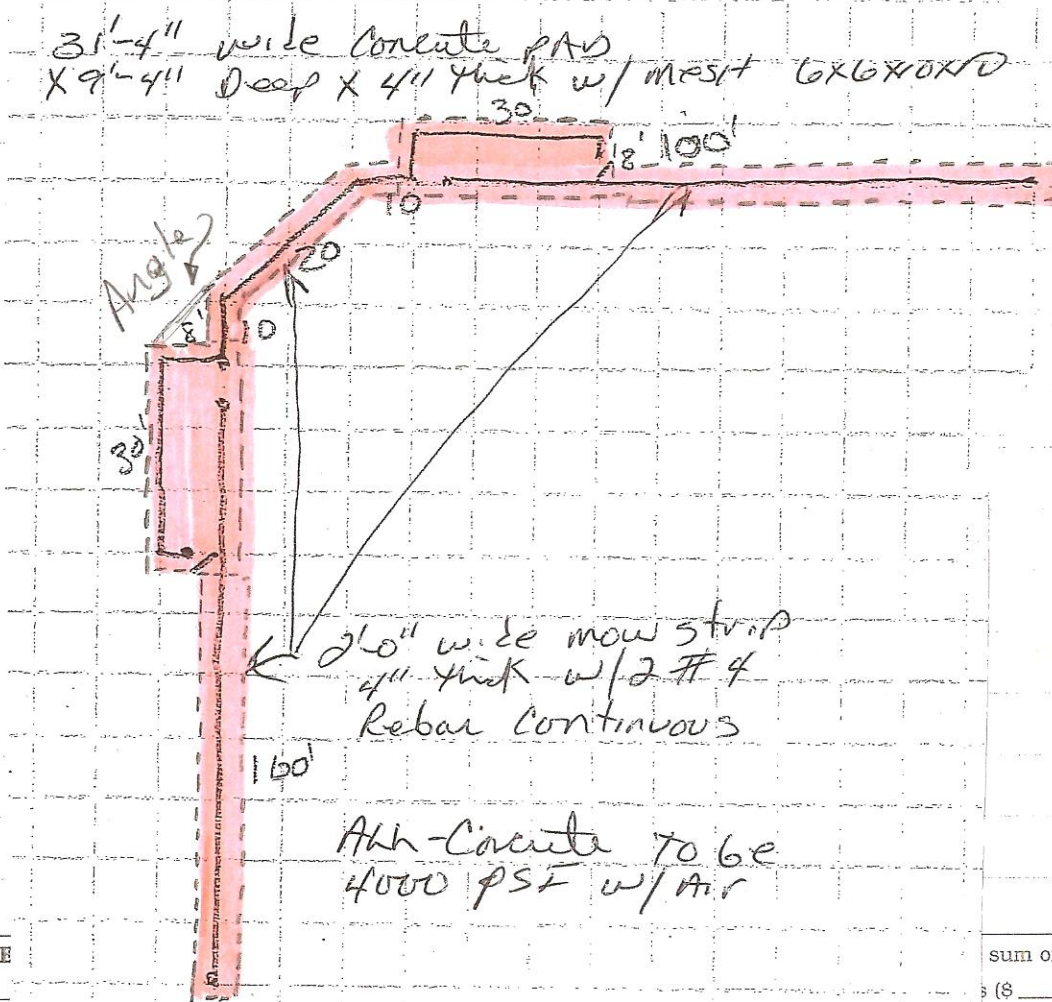 31'-4" wide Concrete PAD
X 9'-4" Deep X 4" thick w/ mesh 6x6x10x10
30
8'
100'
10
20
Angle
8'
10
30'
2'-0" wide mow strip
4" thick w/ 2 #4
Rebar Continuous
160'
All-Concrete To be
4000 PSI w/ Air
E
sum o
s ($